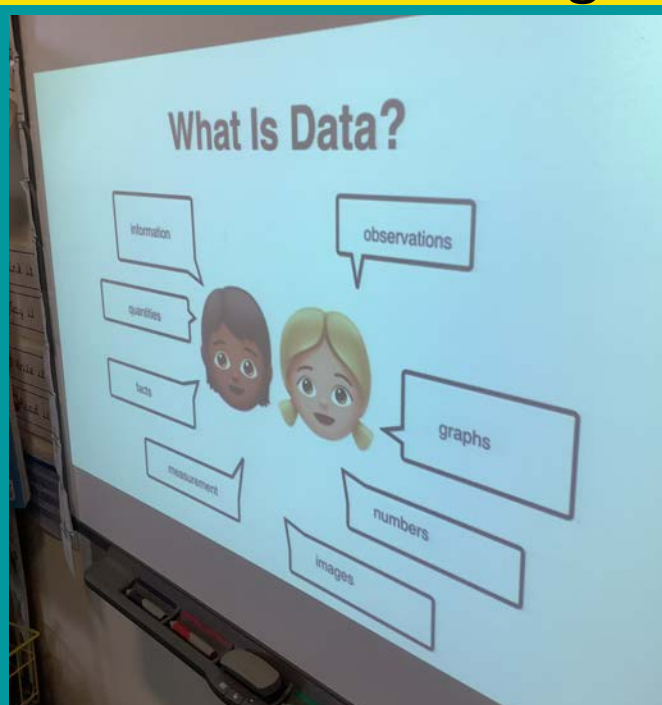 What Is Data?
information
observations
quantities
facts
graphs
measurement
numbers
images